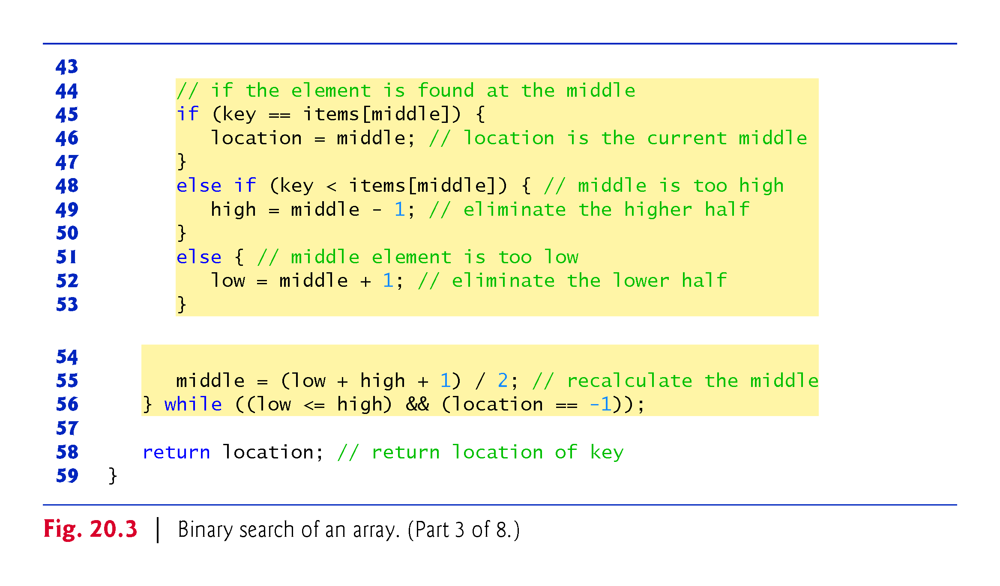 43
44 // if the element is found at the middle
45 if (key == items[middle]) {
46 location = middle; // location is the current middle
47 }
48 else if (key < items[middle]) { // middle is too high
49 high = middle - 1; // eliminate the higher half
50 }
51 else { // middle element is too low
52 low = middle + 1; // eliminate the lower half
53 }
54
55 middle = (low + high + 1) / 2; // recalculate the middle
56 } while ((low <= high) && (location == -1));
57
58 return location; // return location of key
59 }
Fig. 20.3 | Binary search of an array. (Part 3 of 8.)